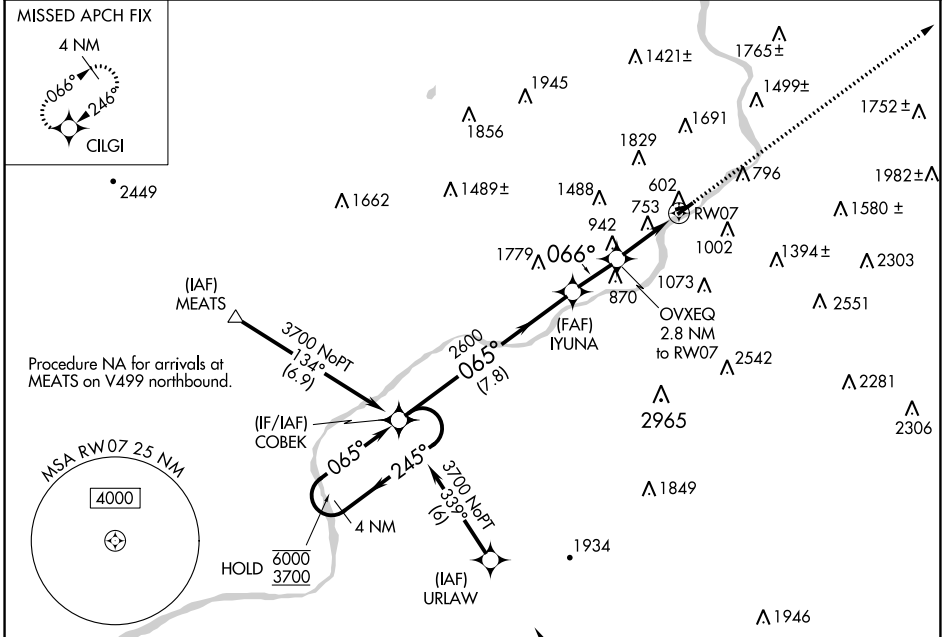 MISSED APCH FIX
4 NM
066°
246°
CILGI
2449
1662
1856
1945
1489±
1421±
1765±
1499±
1691
1829
1752±
1488
602
796
1982±
753
RW07
942
1002
1580 ±
1779
066°
870
1073
1394±
2303
(FAF)
IYUNA
OVXEQ
2.8 NM
to RW07
2551
(IAF)
MEATS
3700 NoPT
134°
(6.9)
2600
065°
(7.8)
2542
2281
2965
2306
Procedure NA for arrivals at
MEATS on V499 northbound.
(IF/IAF)
COBEK
065°
245°
4 NM
HOLD
6000
3700
3700 NoPT
339°
(6)
1849
1934
(IAF)
URLAW
1946
MSA RW07 25 NM
4000